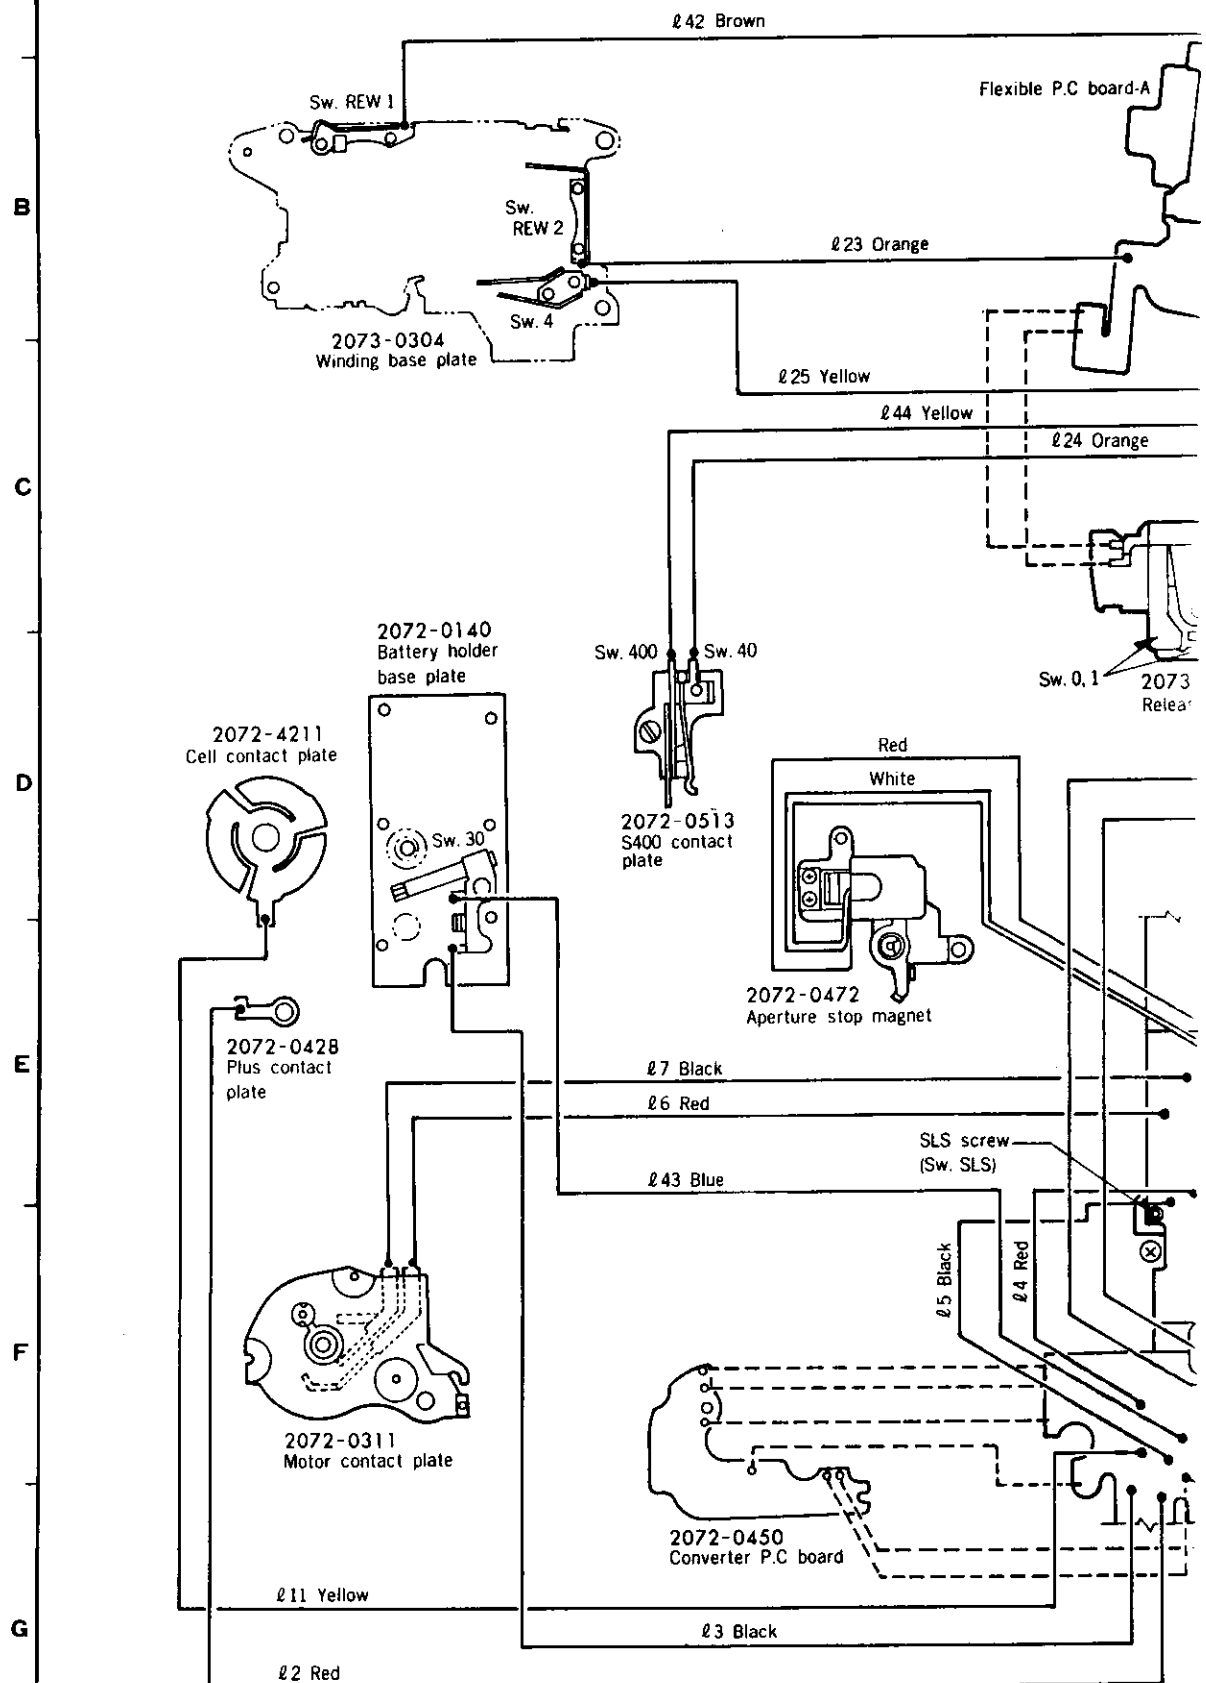 ℓ42 Brown
Flexible P.C board-A
Sw. REW 1
B
Sw.
REW 2
ℓ23 Orange
Sw. 4
2073-0304
Winding base plate
ℓ25 Yellow
ℓ44 Yellow
ℓ24 Orange
C
2072-0140
Battery holder
base plate
Sw. 400
Sw. 40
Sw. 0, 1
2073
Relea
2072-4211
Cell contact plate
D
Red
White
Sw. 30
2072-0513
S400 contact
plate
2072-0472
Aperture stop magnet
2072-0428
Plus contact
plate
E
ℓ7 Black
ℓ6 Red
SLS screw
(Sw. SLS)
ℓ43 Blue
ℓ5 Black
ℓ4 Red
F
2072-0311
Motor contact plate
2072-0450
Converter P.C board
ℓ11 Yellow
G
ℓ3 Black
ℓ2 Red